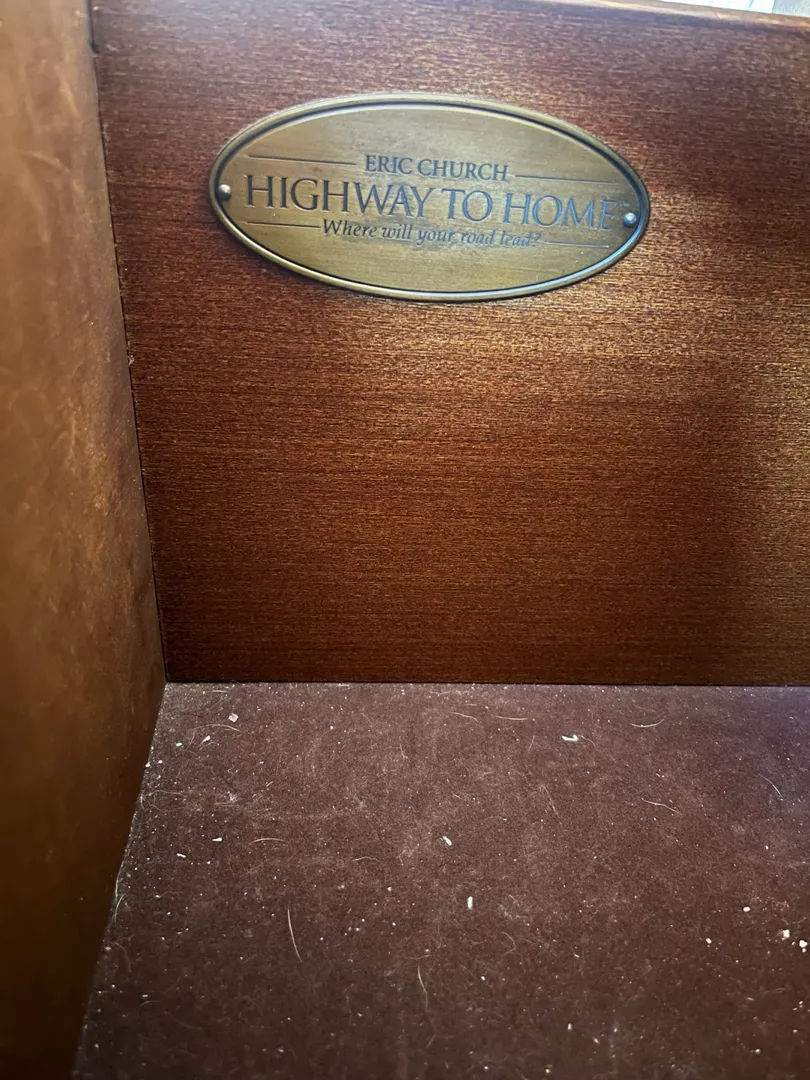 ERIC CHURCH
HIGHWAY TO HOME
Where will your road lead?